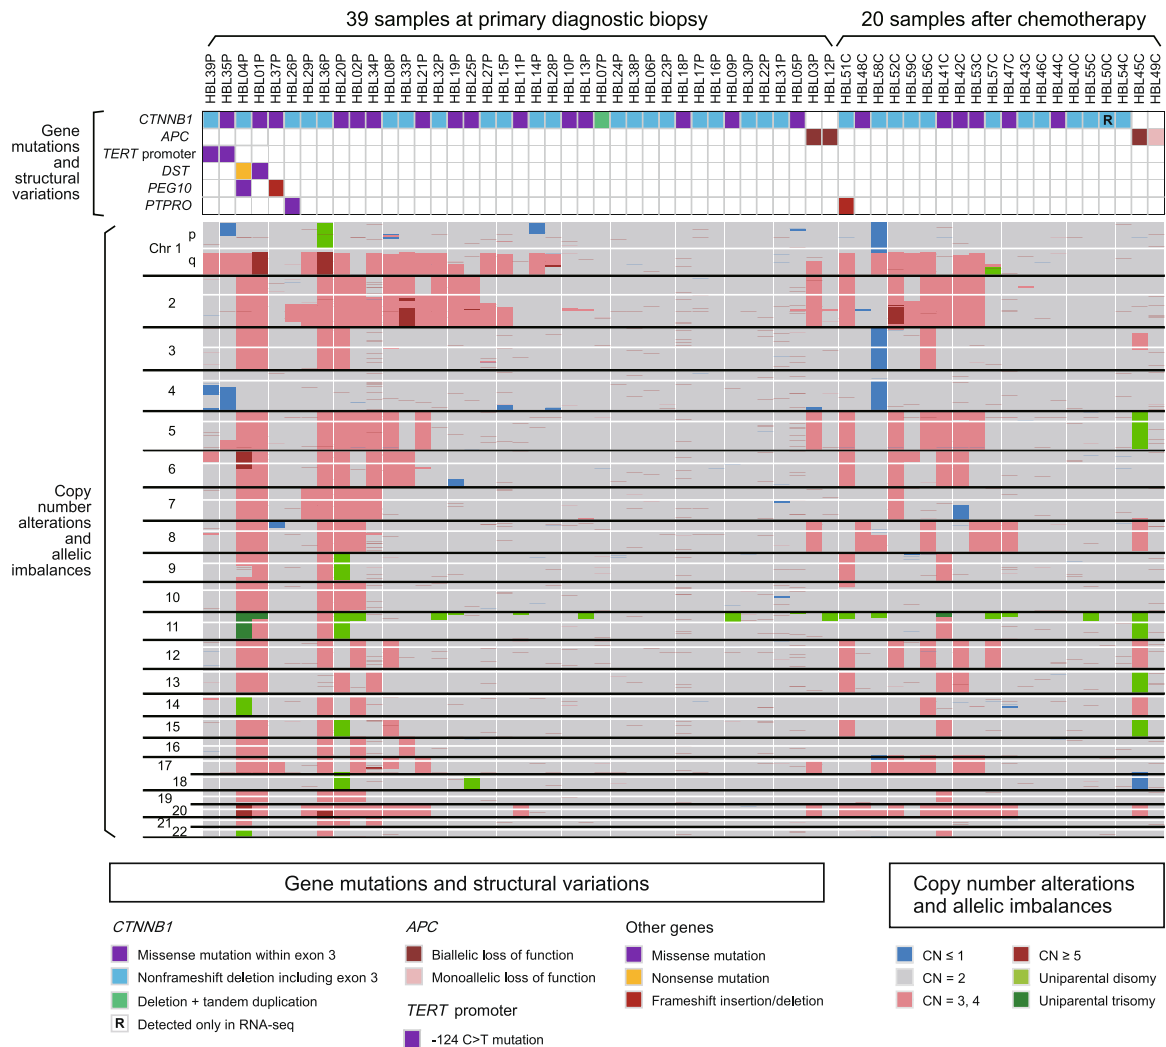 39 samples at primary diagnostic biopsy
20 samples after chemotherapy
HBL39P HBL35P HBL04P HBL01P HBL37P HBL26P HBL29P HBL36P HBL20P HBL02P HBL34P HBL08P HBL33P HBL21P HBL32P HBL19P HBL25P HBL27P HBL15P HBL11P HBL14P HBL28P HBL10P HBL13P HBL07P HBL24P HBL38P HBL06P HBL23P HBL18P HBL17P HBL16P HBL09P HBL30P HBL22P HBL31P HBL05P HBL03P HBL12P HBL51C HBL48C HBL58C HBL52C HBL59C HBL56C HBL41C HBL42C HBL53C HBL57C HBL47C HBL43C HBL46C HBL44C HBL40C HBL55C HBL50C HBL54C HBL45C HBL49C
Gene
mutations
and
structural
variations
CTNNB1
R
APC
TERT promoter
DST
PEG10
PTPRO
Copy
number
alterations
and
allelic
imbalances
Chr 1
p
q
2
3
4
5
6
7
8
9
10
11
12
13
14
15
16
17
18
19
20
21
22
Gene mutations and structural variations
CTNNB1
Missense mutation within exon 3
Nonframeshift deletion including exon 3
Deletion + tandem duplication
R Detected only in RNA-seq
APC
Biallelic loss of function
Monoallelic loss of function
TERT promoter
-124 C>T mutation
Other genes
Missense mutation
Nonsense mutation
Frameshift insertion/deletion
Copy number alterations
and allelic imbalances
CN ≤ 1
CN = 2
CN = 3, 4
CN ≥ 5
Uniparental disomy
Uniparental trisomy